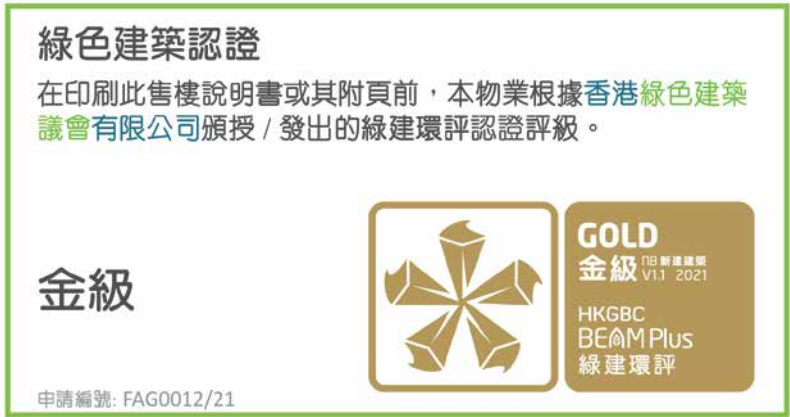 綠色建築認證
在印刷此售樓說明書或其附頁前，本物業根據香港綠色建築
議會有限公司頒授 / 發出的綠建環評認證評級。
金級
GOLD
金級 NB 新建建築
V1.1 2021
HKGBC
BEAM Plus
綠建環評
申請編號: FAG0012/21